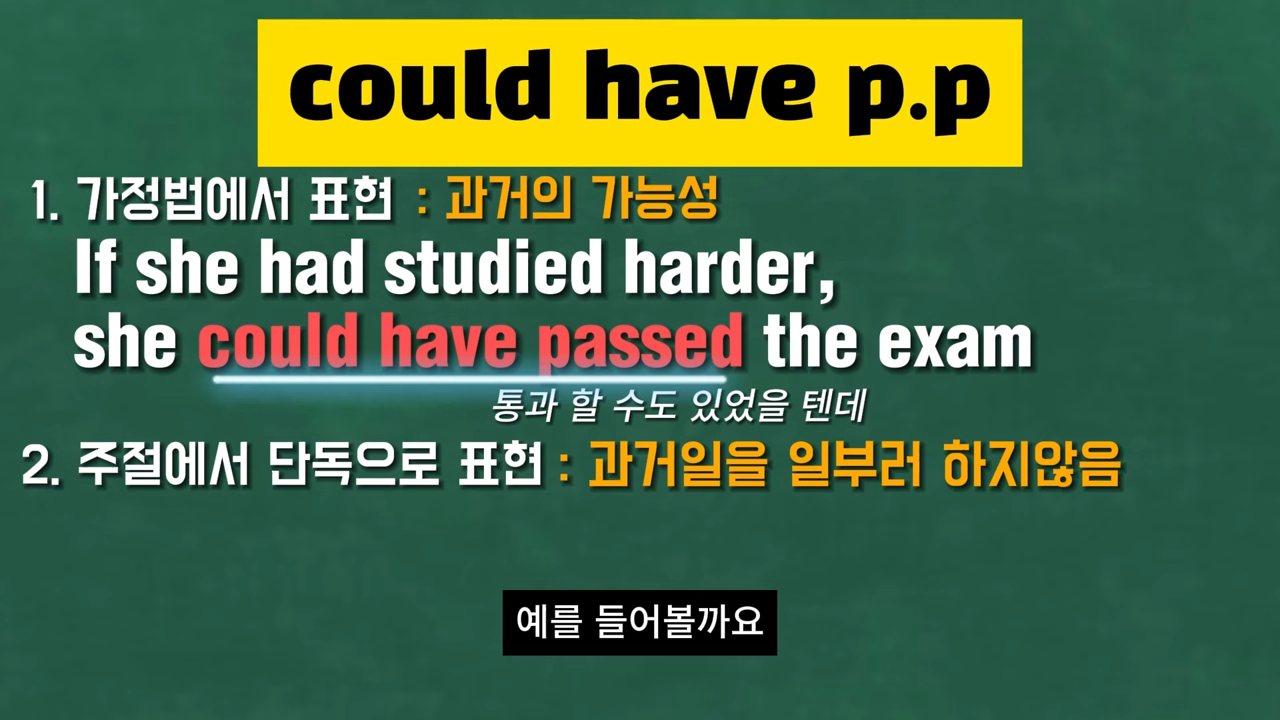 could have p.p
1. 가정법에서 표현 : 과거의 가능성
If she had studied harder,
she could have passed the exam
통과 할 수도 있었을 텐데
2. 주절에서 단독으로 표현 : 과거일을 일부러 하지않음
예를 들어볼까요